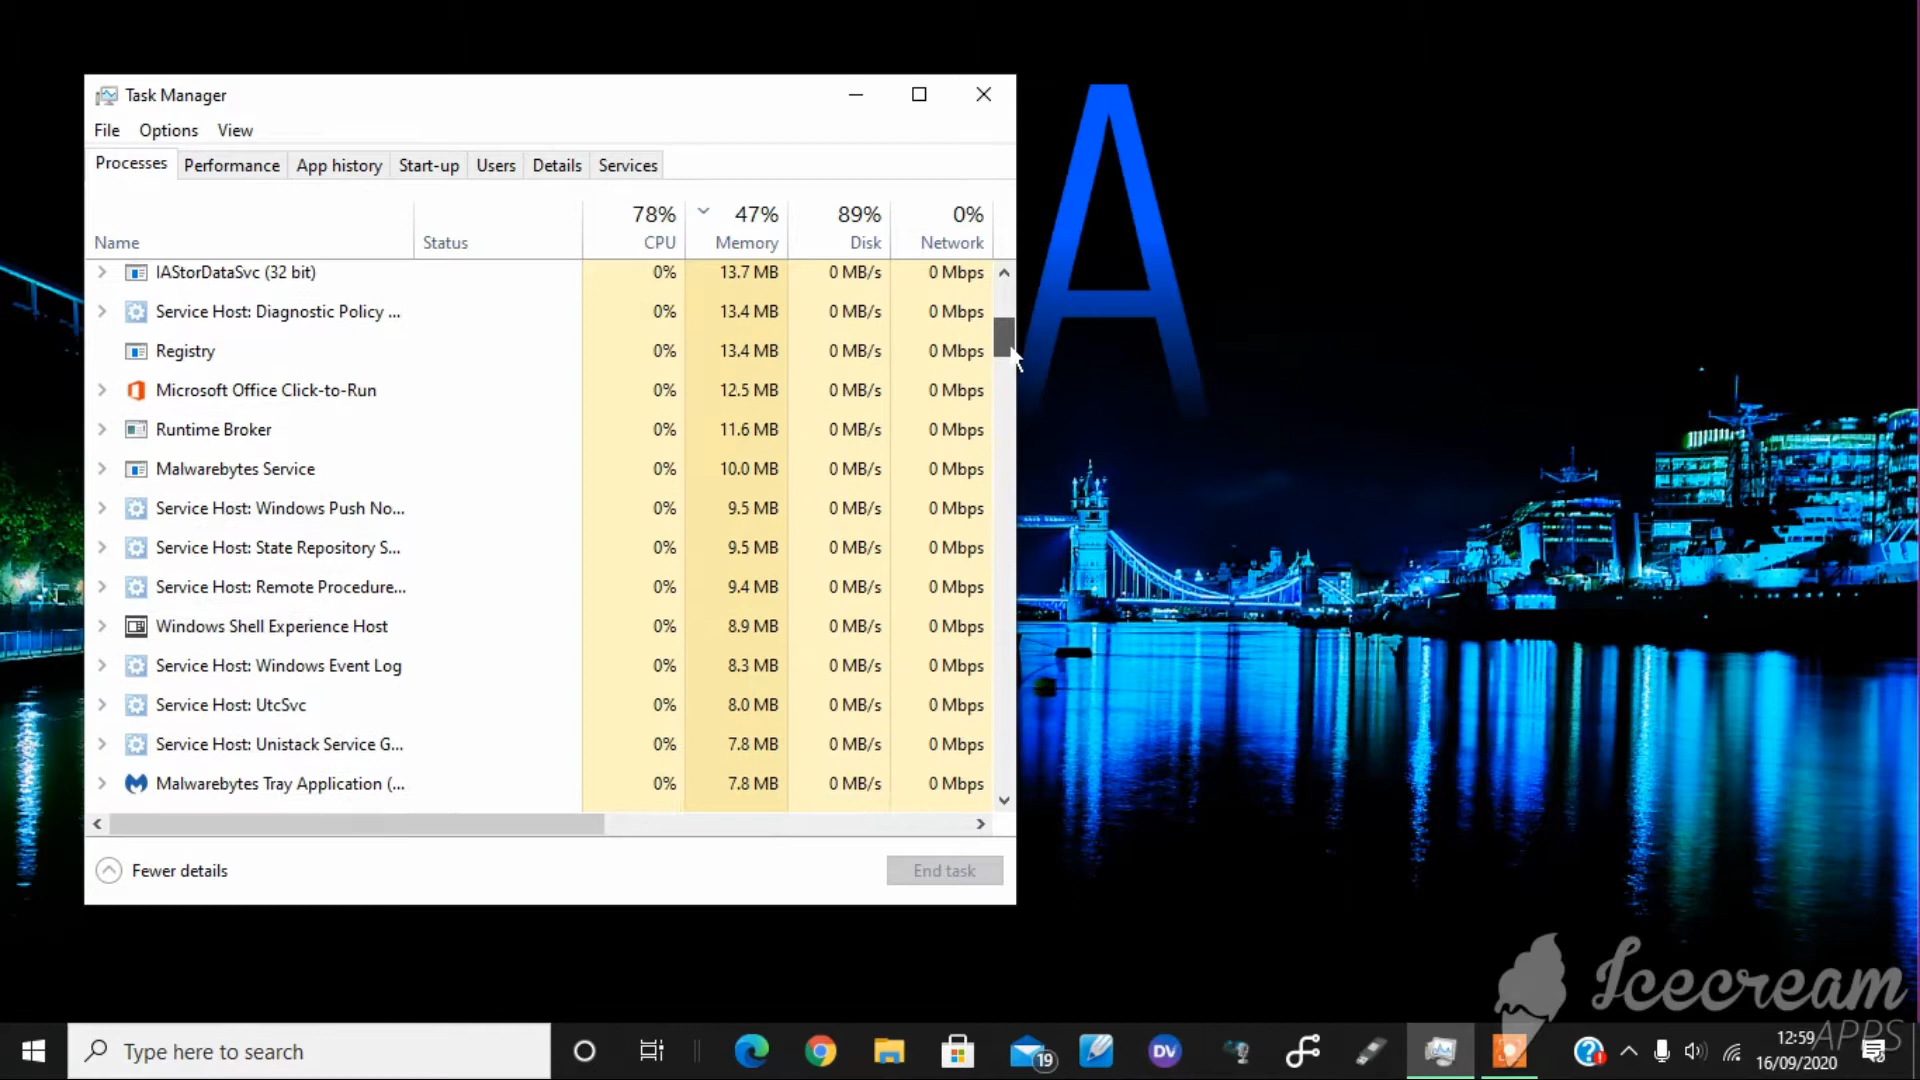 Task Manager
File Options View
Processes Performance App history Start-up Users Details Services
78% 47% 89% 0%
Name Status CPU Memory Disk Network
IAStorDataSvc (32 bit) 0% 13.7 MB 0 MB/s 0 Mbps
Service Host: Diagnostic Policy ... 0% 13.4 MB 0 MB/s 0 Mbps
Registry 0% 13.4 MB 0 MB/s 0 Mbps
Microsoft Office Click-to-Run 0% 12.5 MB 0 MB/s 0 Mbps
Runtime Broker 0% 11.6 MB 0 MB/s 0 Mbps
Malwarebytes Service 0% 10.0 MB 0 MB/s 0 Mbps
Service Host: Windows Push No... 0% 9.5 MB 0 MB/s 0 Mbps
Service Host: State Repository S... 0% 9.5 MB 0 MB/s 0 Mbps
Service Host: Remote Procedure... 0% 9.4 MB 0 MB/s 0 Mbps
Windows Shell Experience Host 0% 8.9 MB 0 MB/s 0 Mbps
Service Host: Windows Event Log 0% 8.3 MB 0 MB/s 0 Mbps
Service Host: UtcSvc 0% 8.0 MB 0 MB/s 0 Mbps
Service Host: Unistack Service G... 0% 7.8 MB 0 MB/s 0 Mbps
Malwarebytes Tray Application (... 0% 7.8 MB 0 MB/s 0 Mbps
Fewer details End task
A
Icecream
APPS
Type here to search
19
DV
12:59
16/09/2020